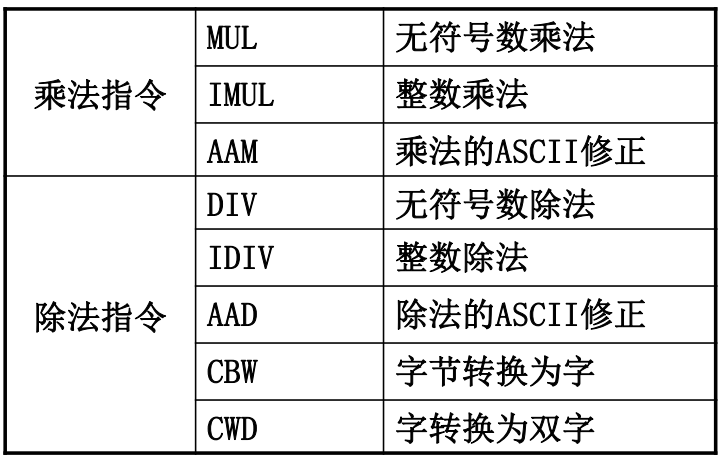 乘法指令
MUL 无符号数乘法
IMUL 整数乘法
AAM 乘法的ASCII修正
除法指令
DIV 无符号数除法
IDIV 整数除法
AAD 除法的ASCII修正
CBW 字节转换为字
CWD 字转换为双字